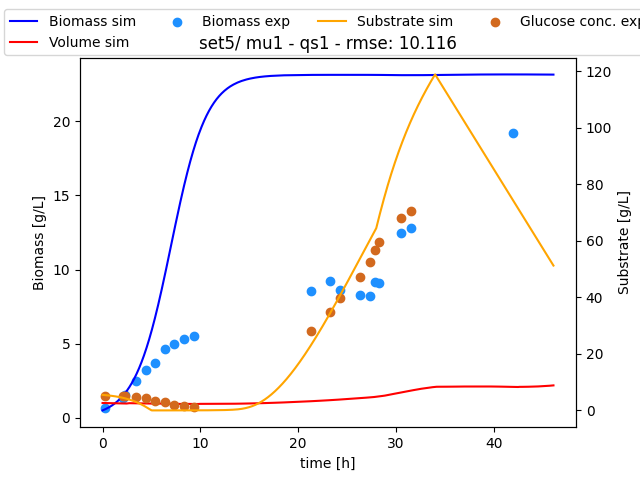 Biomass sim Biomass exp Substrate sim Glucose conc. exp
Volume sim
set5/ mu1 - qs1 - rmse: 10.116
Biomass [g/L]
20
15
10
5
0
120
100
80
60
40
20
0
Substrate [g/L]
0 10 20 30 40
time [h]